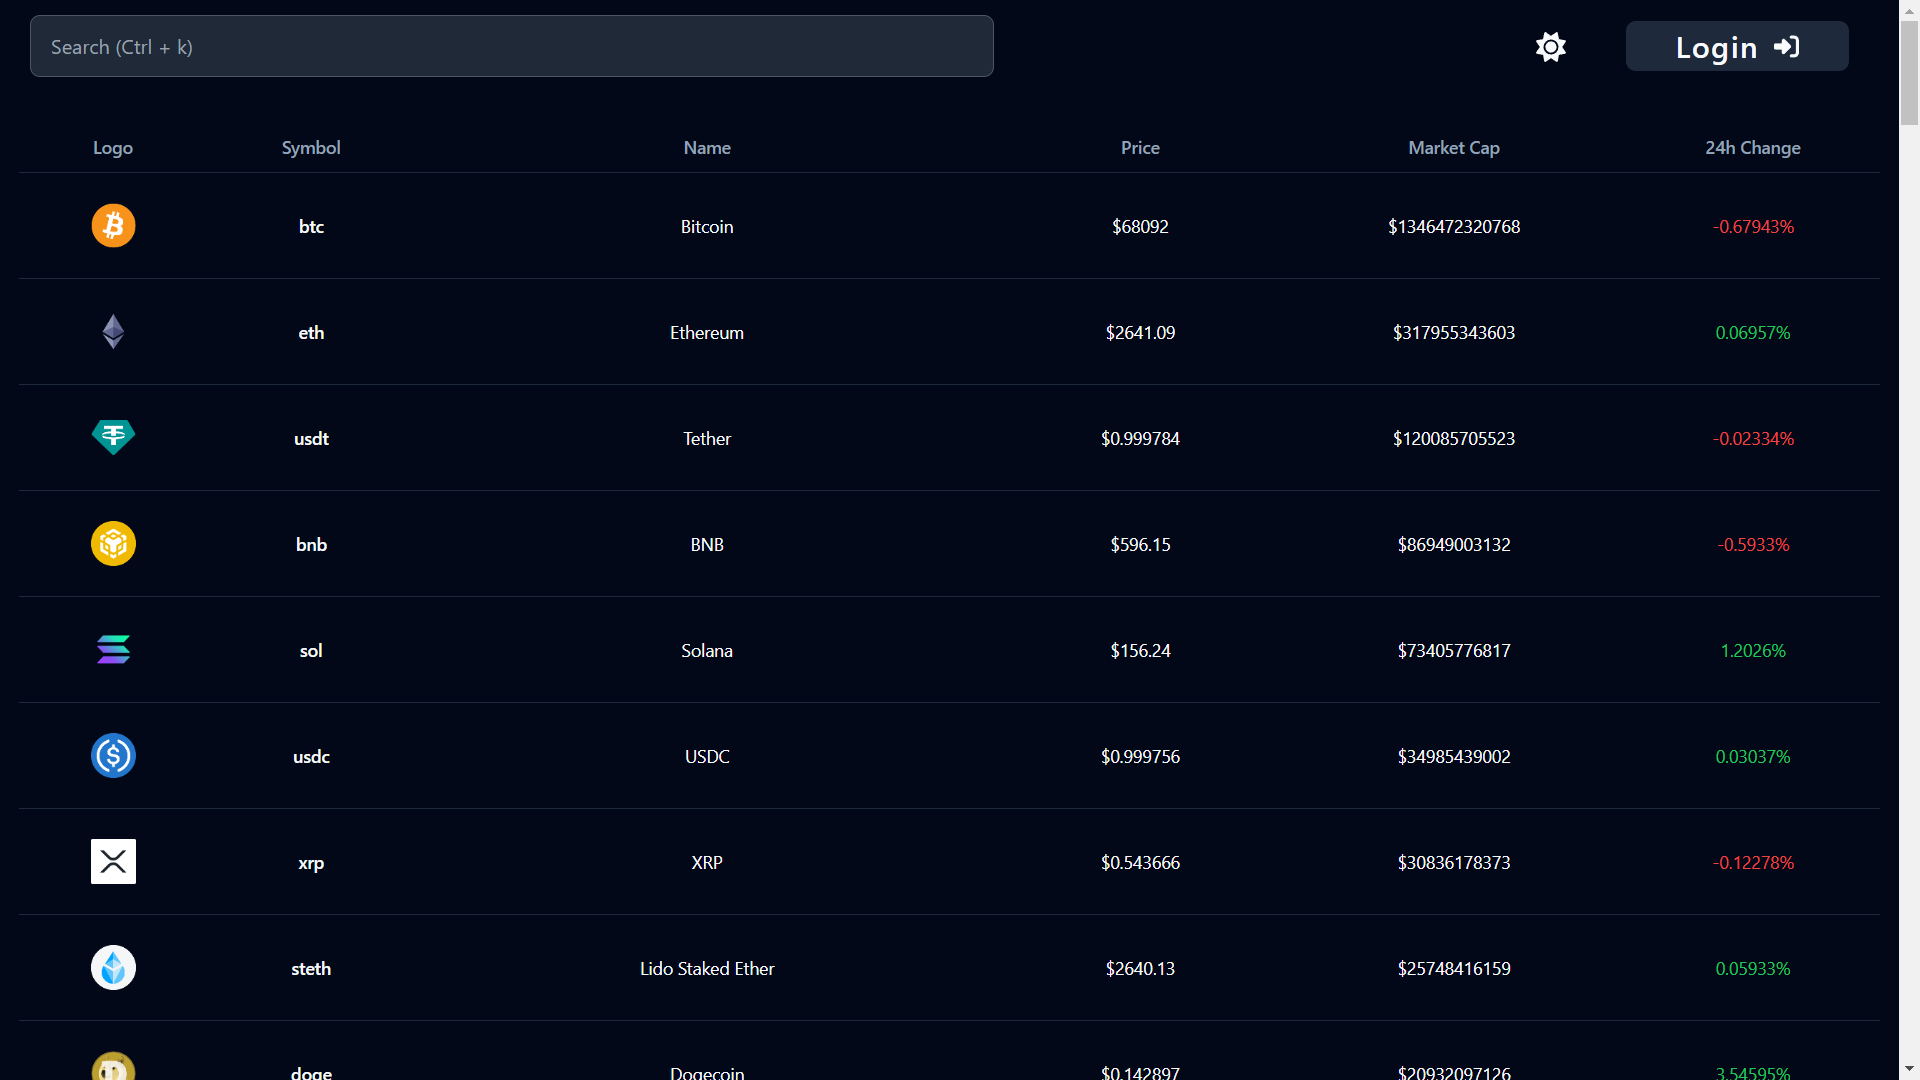 Search (Ctrl + k)
Login
Logo Symbol Name Price Market Cap 24h Change
btc Bitcoin $68092 $1346472320768 -0.67943%
eth Ethereum $2641.09 $317955343603 0.06957%
usdt Tether $0.999784 $120085705523 -0.02334%
bnb BNB $596.15 $86949003132 -0.5933%
sol Solana $156.24 $73405776817 1.2026%
usdc USDC $0.999756 $34985439002 0.03037%
xrp XRP $0.543666 $30836178373 -0.12278%
steth Lido Staked Ether $2640.13 $25748416159 0.05933%
doge Dogecoin $0.142897 $20932097126 3.54595%